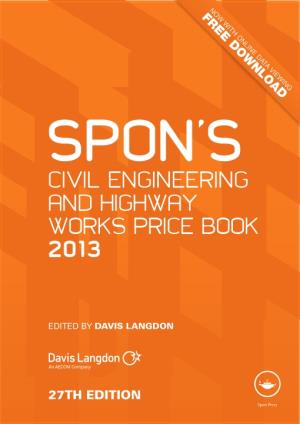 NOW WITH ONLINE DATA VIEWING
FREE DOWNLOAD
SPON'S
CIVIL ENGINEERING
AND HIGHWAY
WORKS PRICE BOOK
2013
EDITED BY DAVIS LANGDON
Davis Langdon
An AECOM Company
27TH EDITION
Spon Press